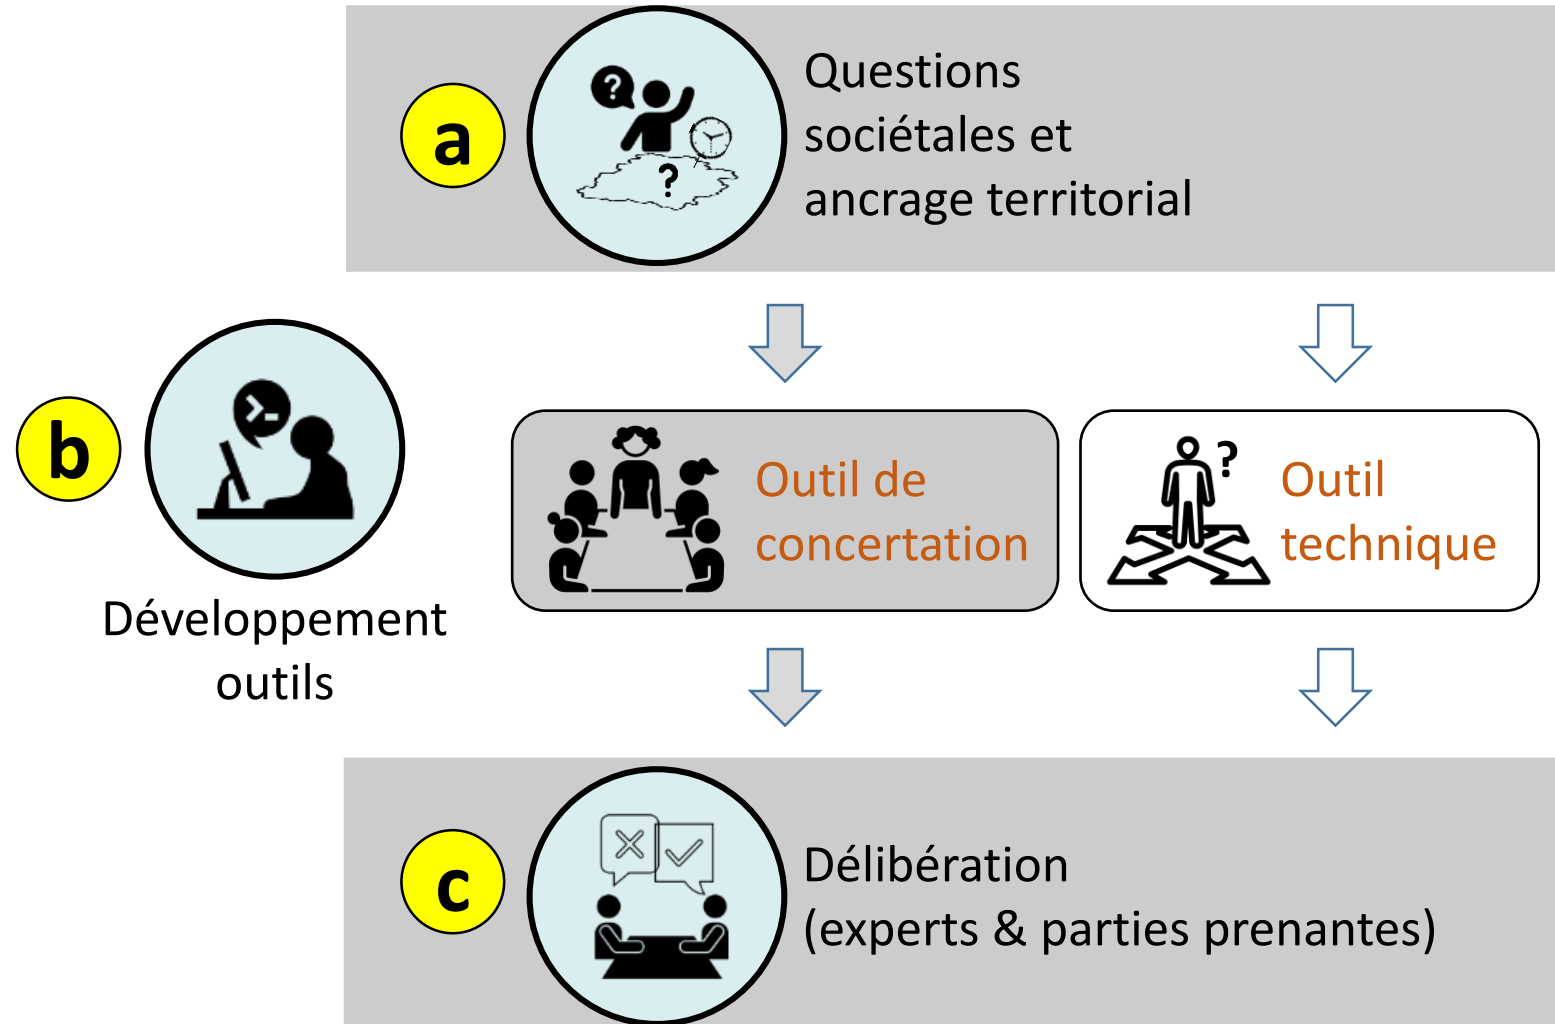 a
?
?
Questions
sociétales et
ancrage territorial
b
>_
Développement
outils
Outil de
concertation
?
Outil
technique
c
Délibération
(experts & parties prenantes)